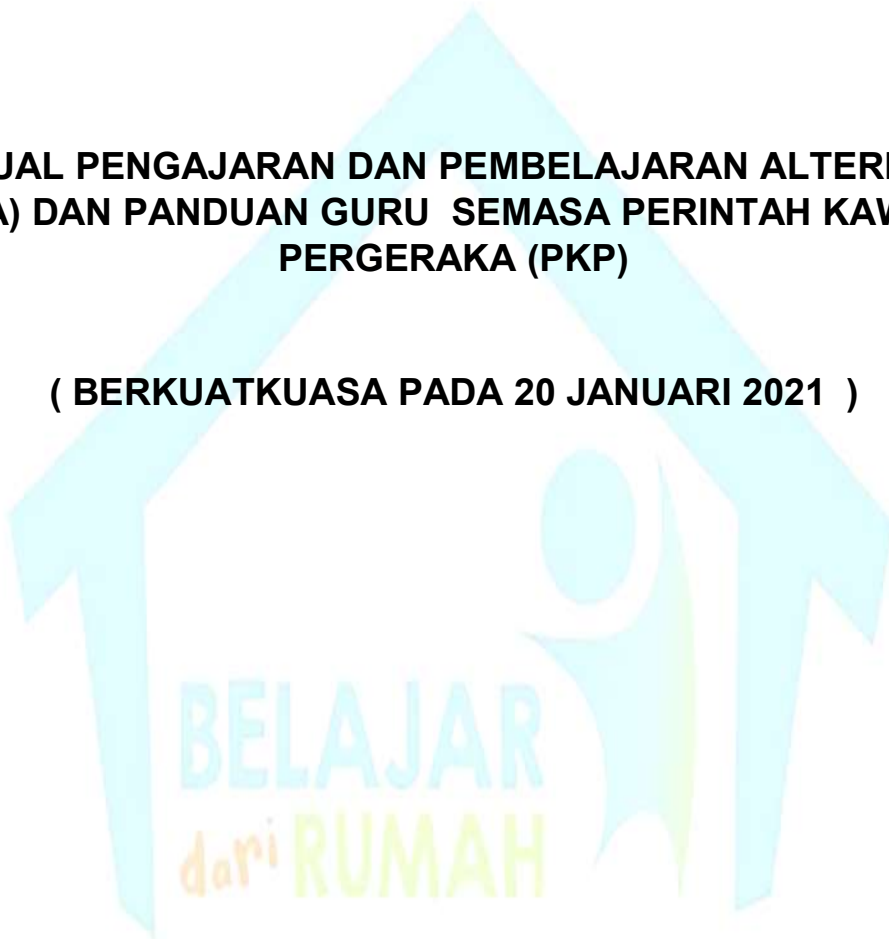 UAL PENGAJARAN DAN PEMBELAJARAN ALTER
A) DAN PANDUAN GURU SEMASA PERINTAH KAW
PERGERAKA (PKP)
( BERKUATKUASA PADA 20 JANUARI 2021 )
BELAJAR
dari RUMAH